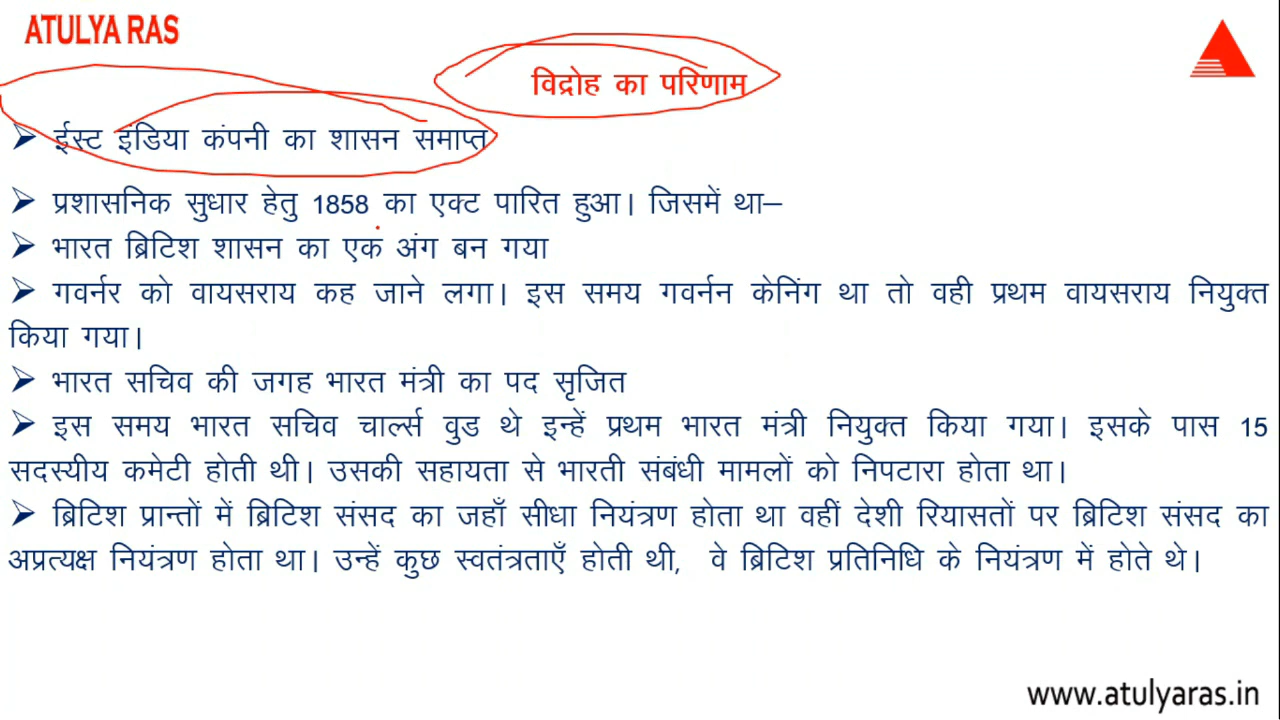 ATULYA RAS
विद्रोह का परिणाम
➢ ईस्ट इंडिया कंपनी का शासन समाप्त
➢ प्रशासनिक सुधार हेतु 1858 का एक्ट पारित हुआ। जिसमें था–
➢ भारत ब्रिटिश शासन का एक अंग बन गया
➢ गवर्नर को वायसराय कह जाने लगा। इस समय गवर्नन केनिंग था तो वही प्रथम वायसराय नियुक्त
किया गया।
➢ भारत सचिव की जगह भारत मंत्री का पद सृजित
➢ इस समय भारत सचिव चार्ल्स वुड थे इन्हें प्रथम भारत मंत्री नियुक्त किया गया। इसके पास 15
सदस्यीय कमेटी होती थी। उसकी सहायता से भारती संबंधी मामलों को निपटारा होता था।
➢ ब्रिटिश प्रान्तों में ब्रिटिश संसद का जहाँ सीधा नियंत्रण होता था वहीं देशी रियासतों पर ब्रिटिश संसद का
अप्रत्यक्ष नियंत्रण होता था। उन्हें कुछ स्वतंत्रताएँ होती थी, वे ब्रिटिश प्रतिनिधि के नियंत्रण में होते थे।
www.atulyaras.in